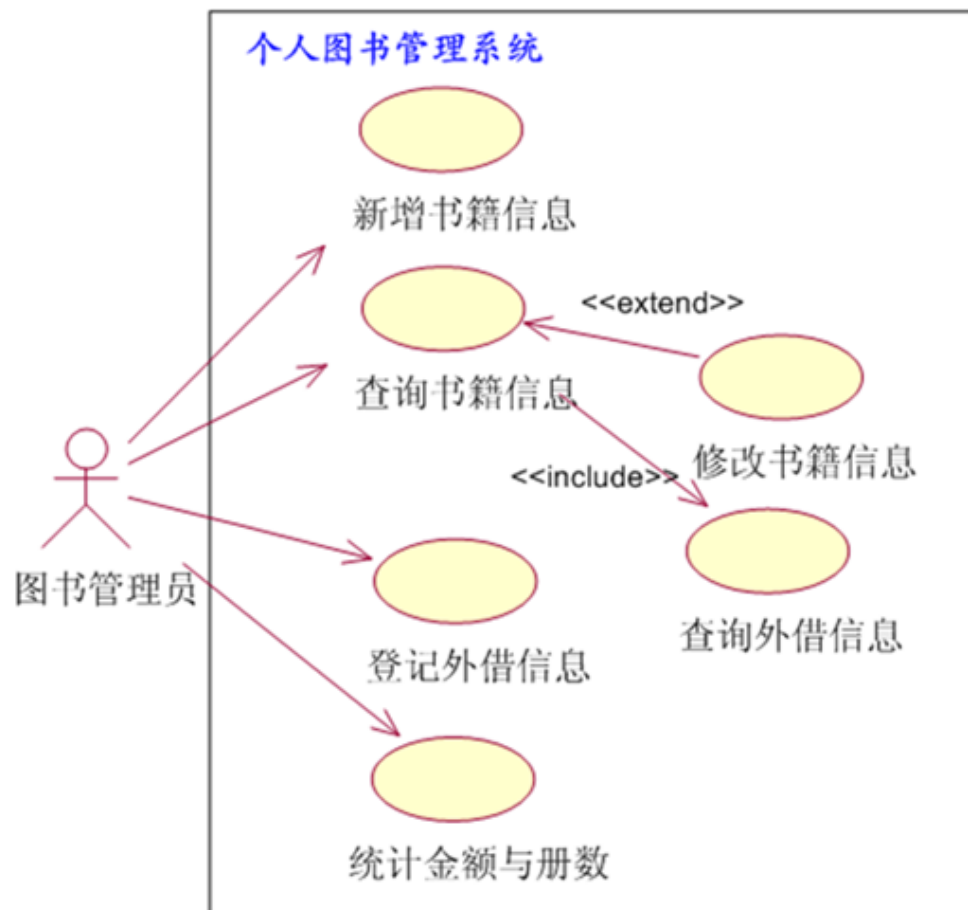 个人图书管理系统
新增书籍信息
<<extend>>
查询书籍信息
修改书籍信息
<<include>>
图书管理员
登记外借信息
查询外借信息
统计金额与册数